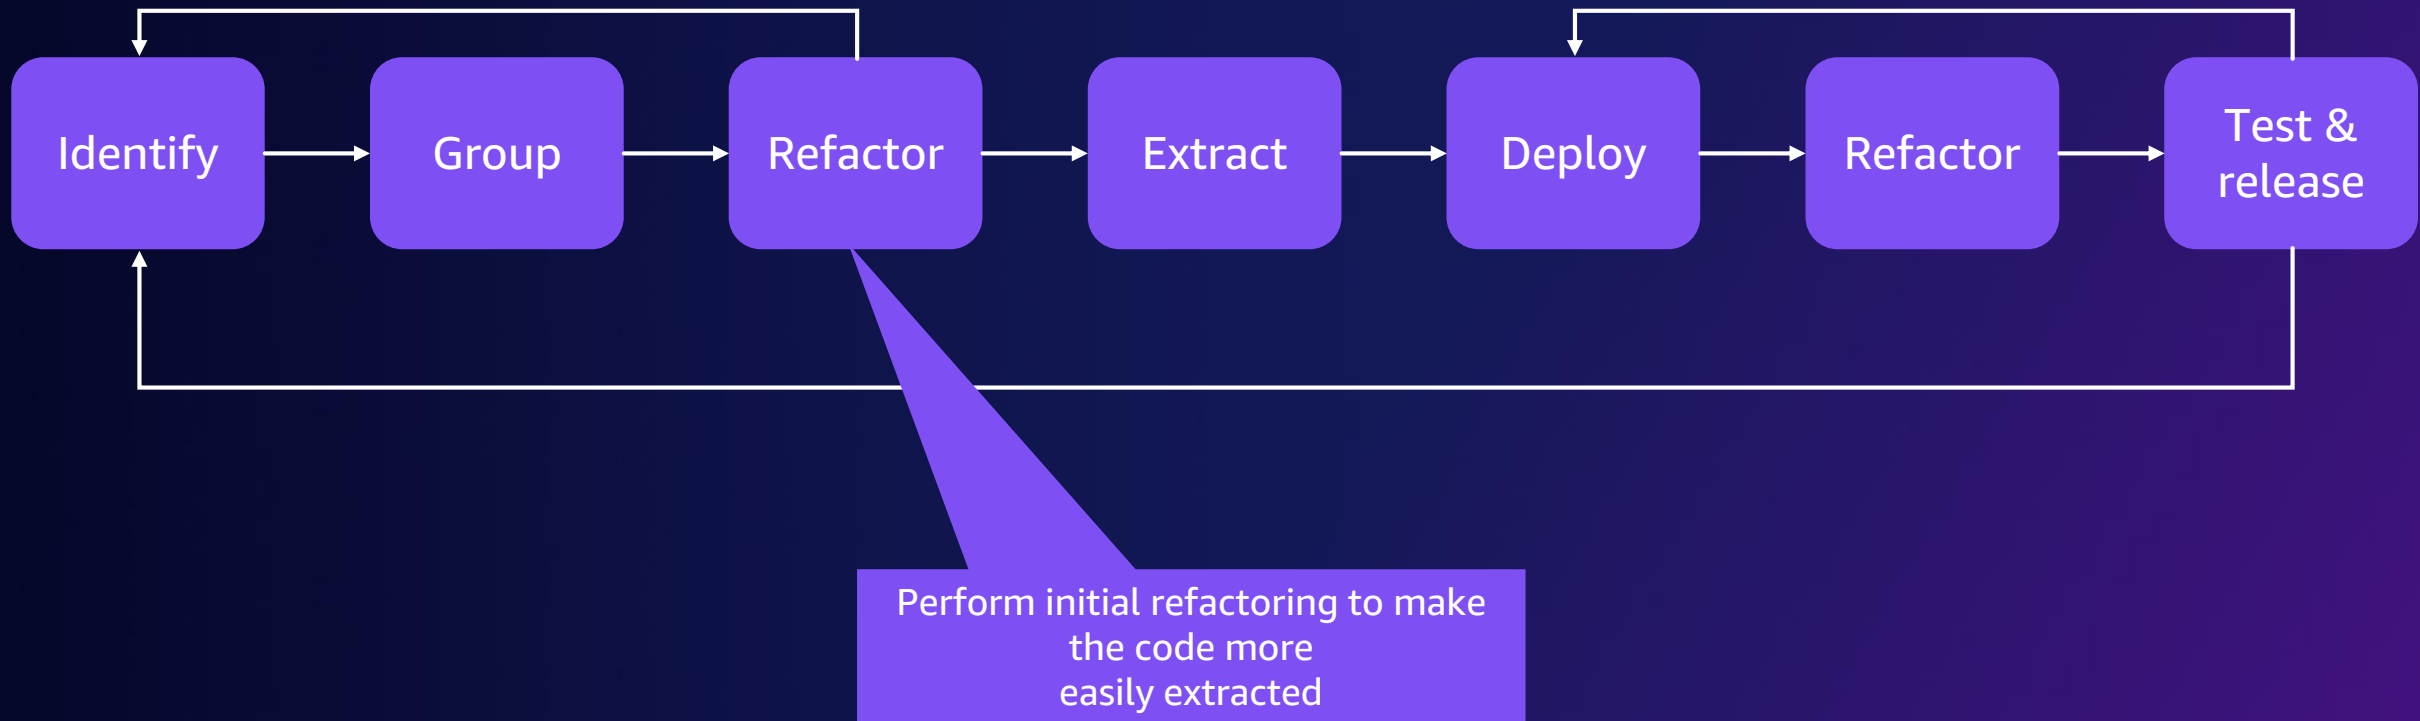 Identify
Group
Refactor
Extract
Deploy
Refactor
Test &
release
Perform initial refactoring to make
the code more
easily extracted